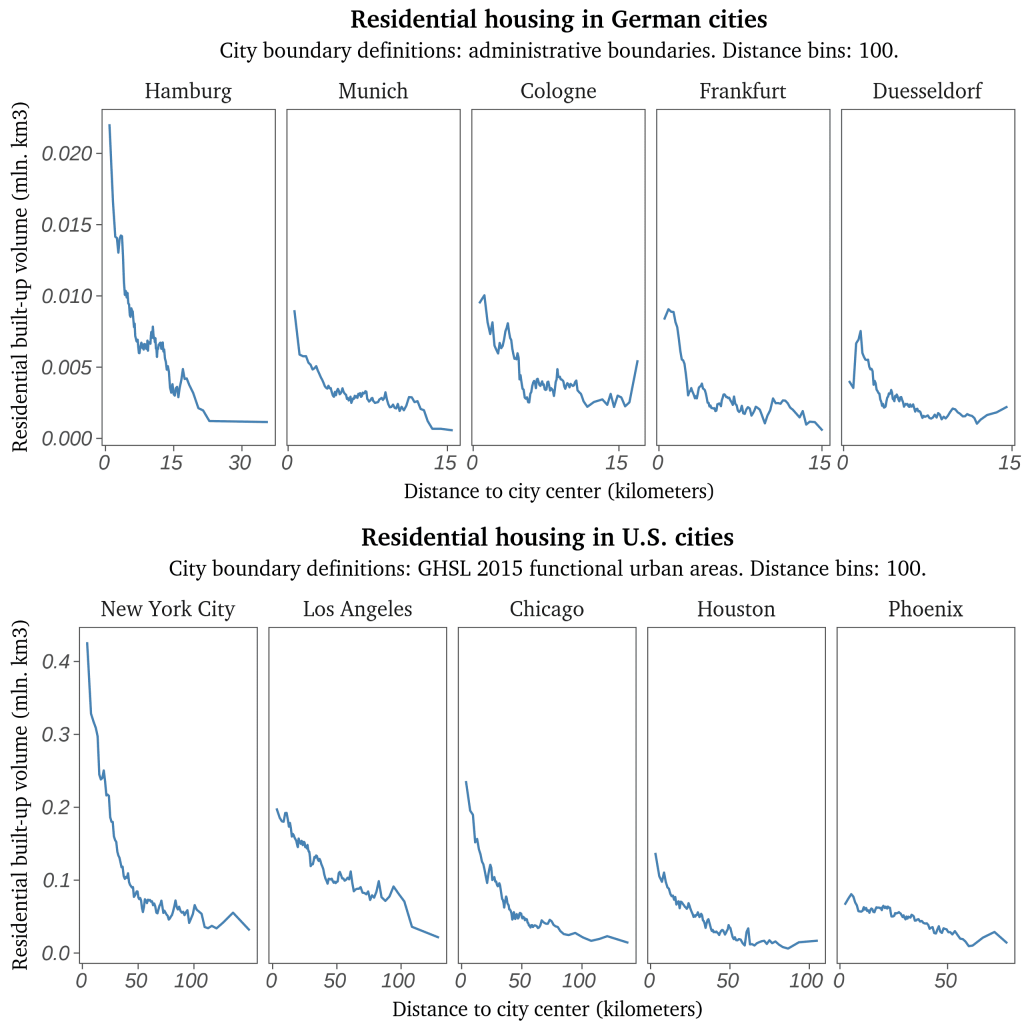 Residential housing in German cities
City boundary definitions: administrative boundaries. Distance bins: 100.
Hamburg Munich Cologne Frankfurt Duesseldorf
Residential built-up volume (mln. km3)
0.020
0.015
0.010
0.005
0.000
0 15 30 0 15 0 15 0 15 0 15
Distance to city center (kilometers)
Residential housing in U.S. cities
City boundary definitions: GHSL 2015 functional urban areas. Distance bins: 100.
New York City Los Angeles Chicago Houston Phoenix
Residential built-up volume (mln. km3)
0.4
0.3
0.2
0.1
0.0
0 50 100 0 50 100 0 50 100 0 50 100 0 50
Distance to city center (kilometers)